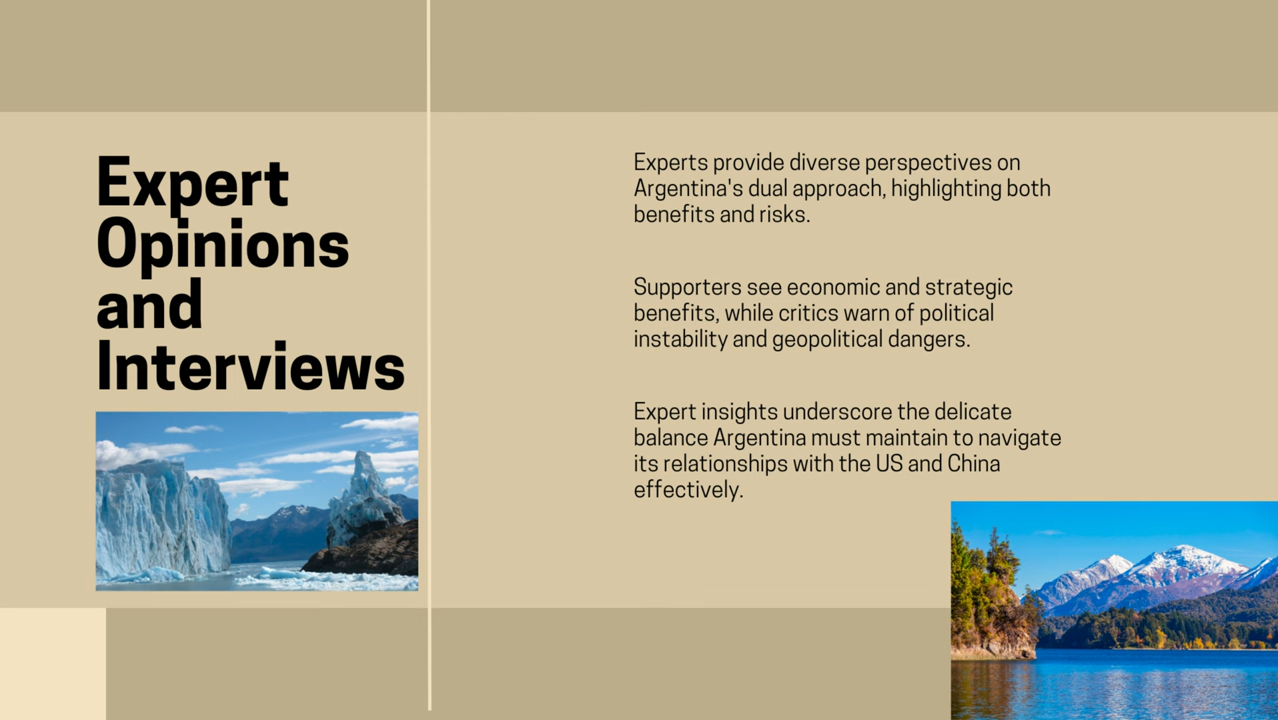 Expert
Opinions
and
Interviews
Experts provide diverse perspectives on
Argentina's dual approach, highlighting both
benefits and risks.
Supporters see economic and strategic
benefits, while critics warn of political
instability and geopolitical dangers.
Expert insights underscore the delicate
balance Argentina must maintain to navigate
its relationships with the US and China
effectively.